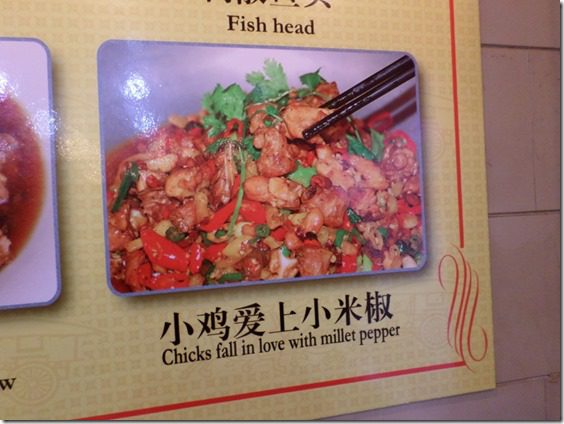 Fish head
小鸡爱上小米椒
Chicks fall in love with millet pepper
w